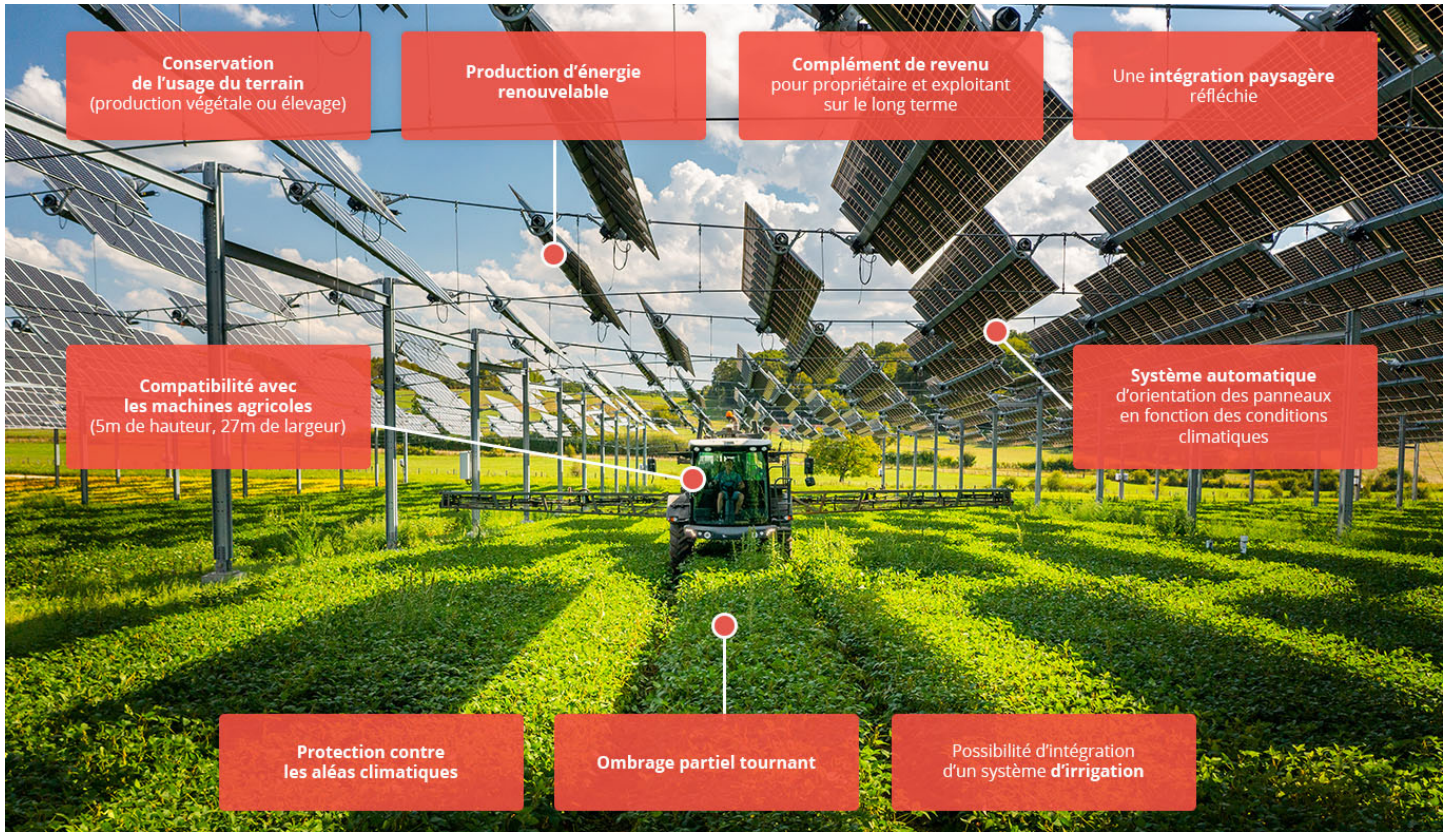 Conservation
de l'usage du terrain
(production végétale ou élevage)
Production d'énergie
renouvelable
Complément de revenu
pour propriétaire et exploitant
sur le long terme
Une intégration paysagère
réfléchie
Compatibilité avec
les machines agricoles
(5m de hauteur, 27m de largeur)
Système automatique
d'orientation des panneaux
en fonction des conditions
climatiques
Protection contre
les aléas climatiques
Ombrage partiel tournant
Possibilité d'intégration
d'un système d'irrigation